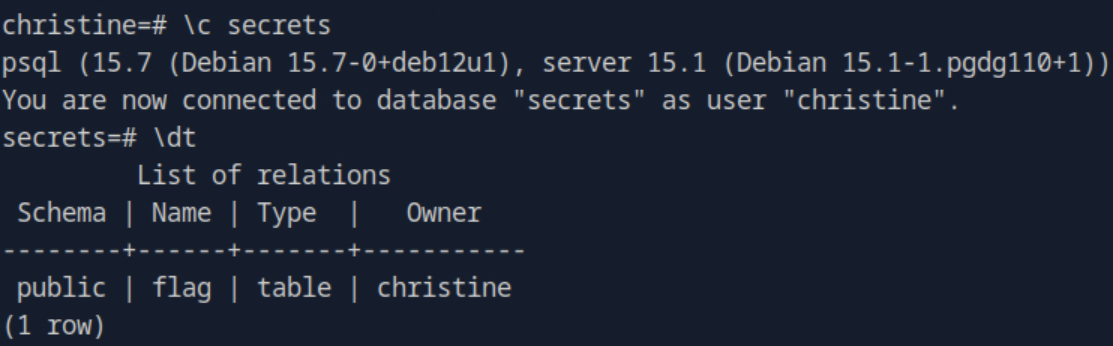 christine=# \c secrets
psql (15.7 (Debian 15.7-0+deb12u1), server 15.1 (Debian 15.1-1.pgdg110+1))
You are now connected to database "secrets" as user "christine".
secrets=# \dt
         List of relations
 Schema | Name | Type  |   Owner
--------+------+-------+-----------
 public | flag | table | christine
(1 row)